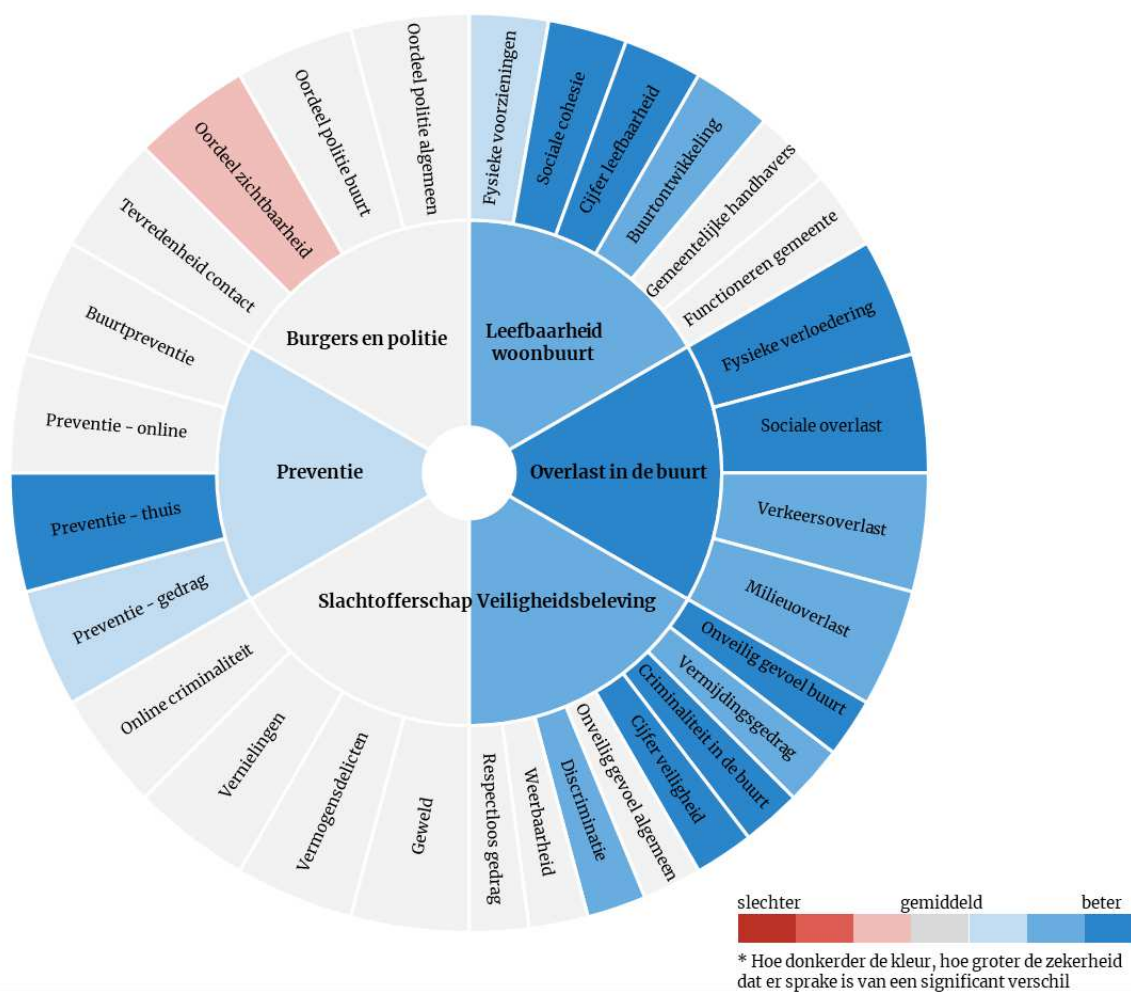 Fysieke voorzieningen
Sociale cohesie
Cijfer leefbaarheid
Buurtontwikkeling
Gemeentelijke handhavers
Functioneren gemeente
Fysieke verloedering
Sociale overlast
Verkeersoverlast
Milieuoverlast
Onveilig gevoel buurt
Vermijdingsgedrag
Criminaliteit in de buurt
Cijfer veiligheid
Onveilig gevoel algemeen
Discriminatie
Weerbaarheid
Respectloos gedrag
Geweld
Vermogensdelicten
Vernielingen
Online criminaliteit
Preventie - gedrag
Preventie - thuis
Preventie - online
Buurtpreventie
Tevredenheid contact
Oordeel zichtbaarheid
Oordeel politie buurt
Oordeel politie algemeen
Burgers en politie
Leefbaarheid
woonbuurt
Preventie
Overlast in de buurt
Slachtofferschap
Veiligheidsbeleving
slechter
gemiddeld
beter
* Hoe donkerder de kleur, hoe groter de zekerheid
dat er sprake is van een significant verschil